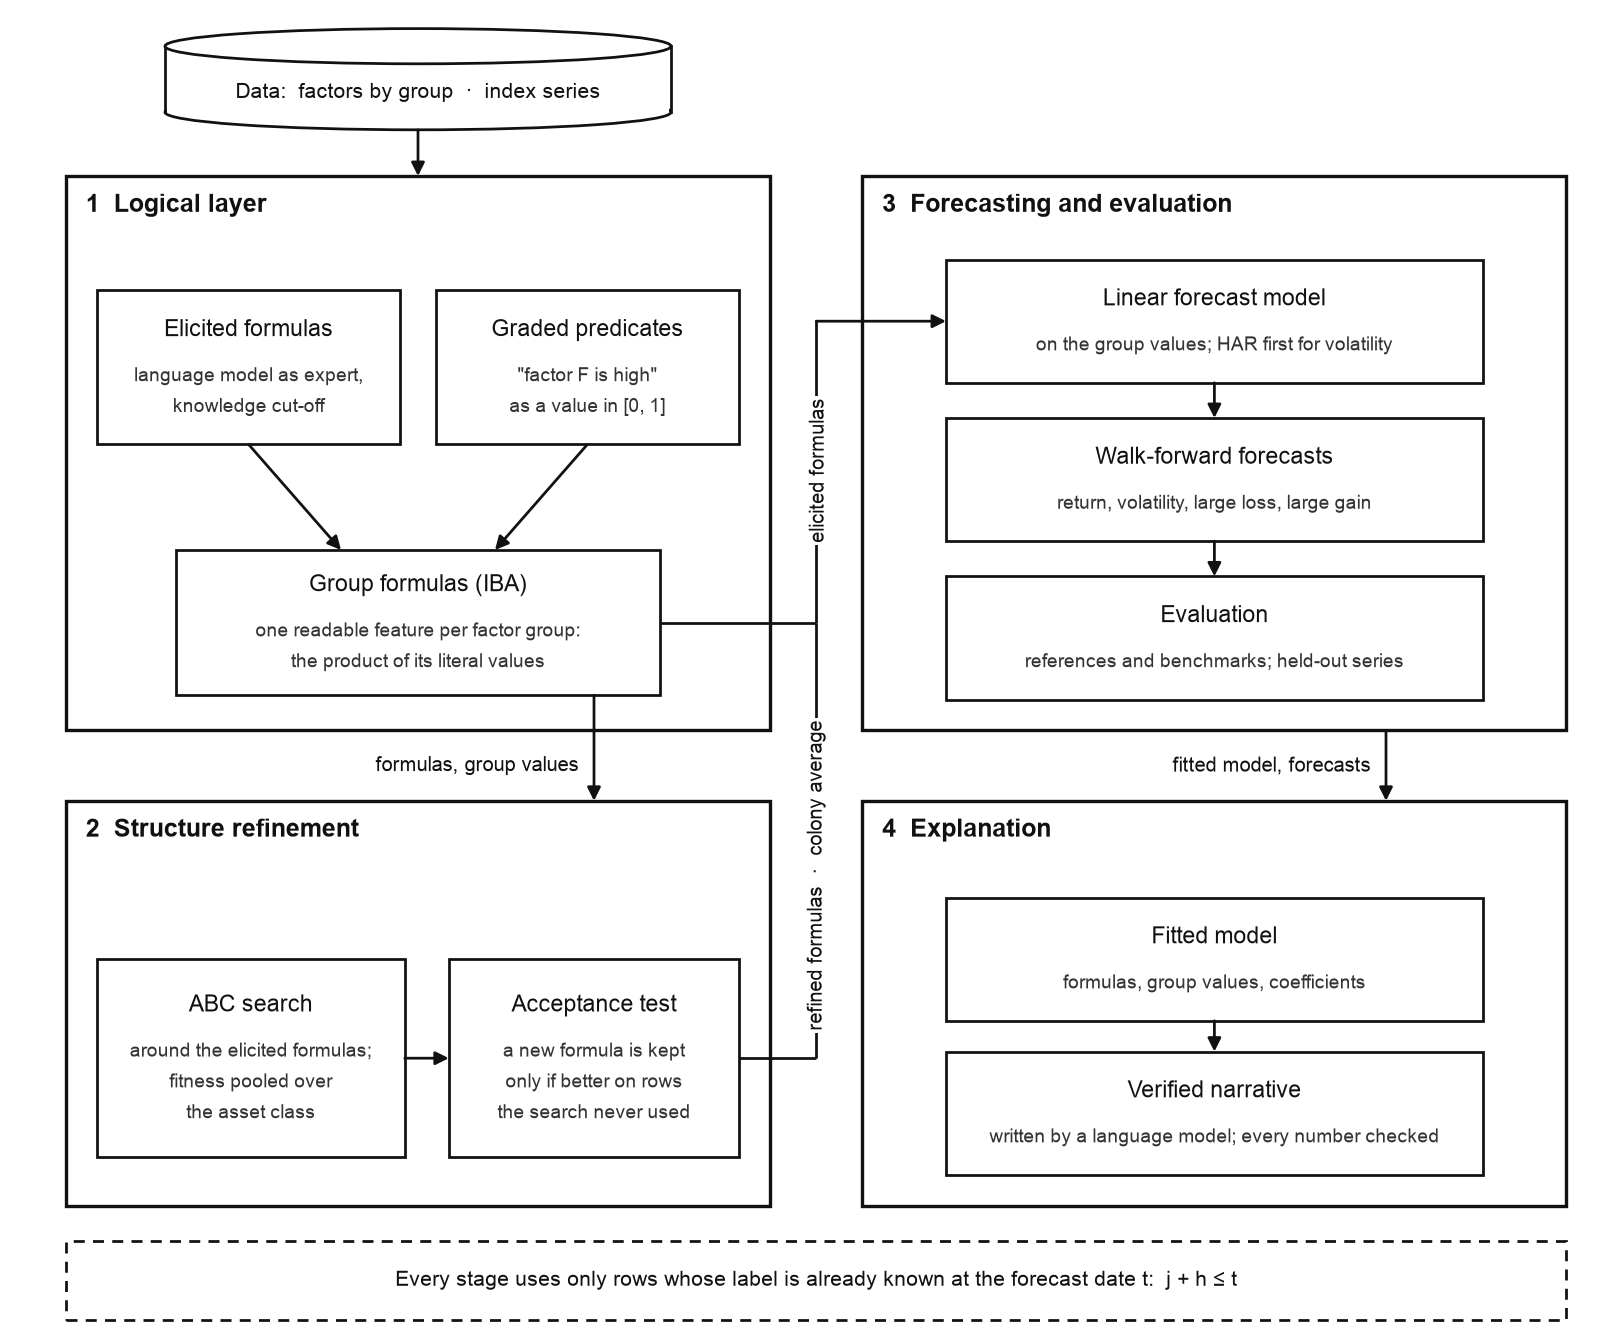 Data:  factors by group  ·  index series
1  Logical layer
Elicited formulas
language model as expert,
knowledge cut-off
Graded predicates
"factor F is high"
as a value in [0, 1]
Group formulas (IBA)
one readable feature per factor group:
the product of its literal values
formulas, group values
2  Structure refinement
ABC search
around the elicited formulas;
fitness pooled over
the asset class
Acceptance test
a new formula is kept
only if better on rows
the search never used
elicited formulas
refined formulas  ·  colony average
3  Forecasting and evaluation
Linear forecast model
on the group values; HAR first for volatility
Walk-forward forecasts
return, volatility, large loss, large gain
Evaluation
references and benchmarks; held-out series
fitted model, forecasts
4  Explanation
Fitted model
formulas, group values, coefficients
Verified narrative
written by a language model; every number checked
Every stage uses only rows whose label is already known at the forecast date t:  j + h ≤ t